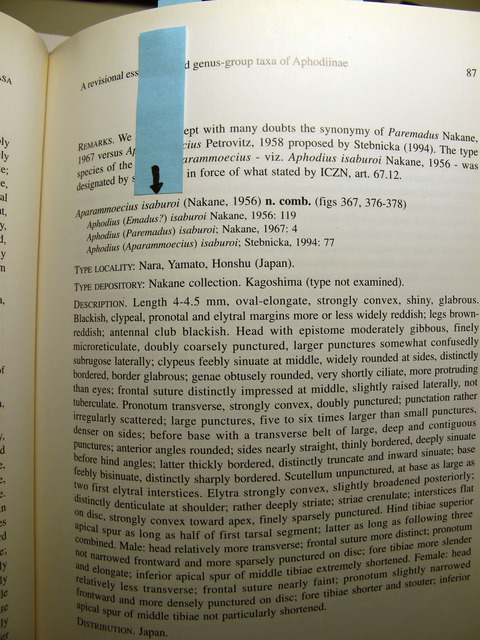 A revisional ess d genus-group taxa of Aphodiinae
87
REMARKS. We cept with many doubts the synonymy of Paremadus Nakane,
1967 versus Ap cius Petrovitz, 1958 proposed by Stebnicka (1994). The type
species of the arammoecius - viz. Aphodius isaburoi Nakane, 1956 - was
designated by s in force of what stated by ICZN, art. 67.12.
Aparammoecius isaburoi (Nakane, 1956) n. comb. (figs 367, 376-378)
Aphodius (Emadus?) isaburoi Nakane, 1956: 119
Aphodius (Paremadus) isaburoi; Nakane, 1967: 4
Aphodius (Aparammoecius) isaburoi; Stebnicka, 1994: 77
TYPE LOCALITY: Nara, Yamato, Honshu (Japan).
TYPE DEPOSITORY: Nakane collection. Kagoshima (type not examined).
DESCRIPTION. Length 4-4.5 mm, oval-elongate, strongly convex, shiny, glabrous.
Blackish, clypeal, pronotal and elytral margins more or less widely reddish; legs brown-
reddish; antennal club blackish. Head with epistome moderately gibbous, finely
microreticulate, doubly coarsely punctured, larger punctures somewhat confusedly
subrugose laterally; clypeus feebly sinuate at middle, widely rounded at sides, distinctly
bordered, border glabrous; genae obtusely rounded, very shortly ciliate, more protruding
than eyes; frontal suture distinctly impressed at middle, slightly raised laterally, not
tuberculate. Pronotum transverse, strongly convex, doubly punctured; punctation rather
irregularly scattered; large punctures, five to six times larger than small punctures,
denser on sides; before base with a transverse belt of large, deep and contiguous
punctures; anterior angles rounded; sides nearly straight, thinly bordered, deeply sinuate
before hind angles; latter thickly bordered, distinctly truncate and inward sinuate; base
feebly bisinuate, distinctly sharply bordered. Scutellum unpunctured, at base as large as
two first elytral interstices. Elytra strongly convex, slightly broadened posteriorly;
distinctly denticulate at shoulder; rather deeply striate; striae crenulate; interstices flat
on disc, strongly convex toward apex, finely sparsely punctured. Hind tibiae superior
apical spur as long as half of first tarsal segment; latter as long as following three
combined. Male: head relatively more transverse; frontal suture more distinct; pronotum
not narrowed frontward and more sparsely punctured on disc; fore tibiae more slender
and elongate; inferior apical spur of middle tibiae extremely shortened. Female: head
relatively less transverse; frontal suture nearly faint; pronotum slightly narrowed
frontward and more densely punctured on disc; fore tibiae shorter and stouter; inferior
apical spur of middle tibiae not particularly shortened.
DISTRIBUTION. Japan.